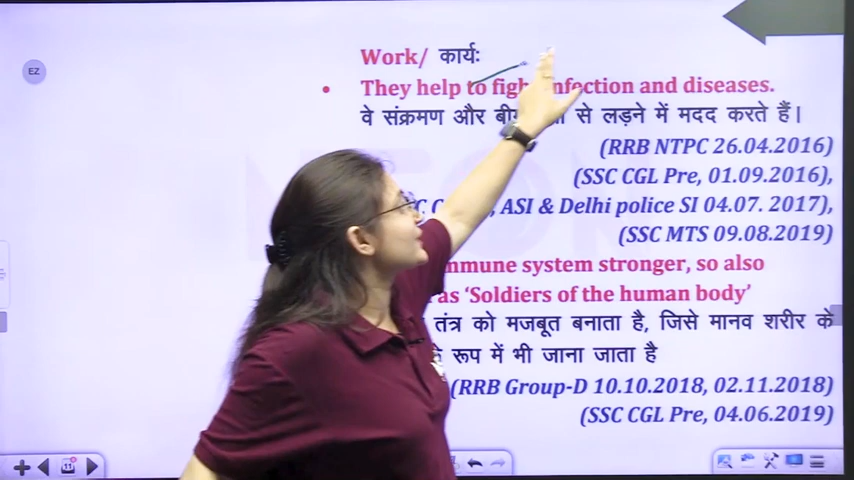 EZ
Work/ कार्यः
• They help to figh infection and diseases.
वे संक्रमण और से लड़ने में मदद करते हैं।
(RRB NTPC 26.04.2016)
(SSC CGL Pre, 01.09.2016),
ASI & Delhi police SI 04.07. 2017),
(SSC MTS 09.08.2019)
mmune system stronger, so also
as ‘Soldiers of the human body’
तंत्र को मजबूत बनाता है, जिसे मानव शरीर के
रूप में भी जाना जाता है
(RRB Group-D 10.10.2018, 02.11.2018)
(SSC CGL Pre, 04.06.2019)
11